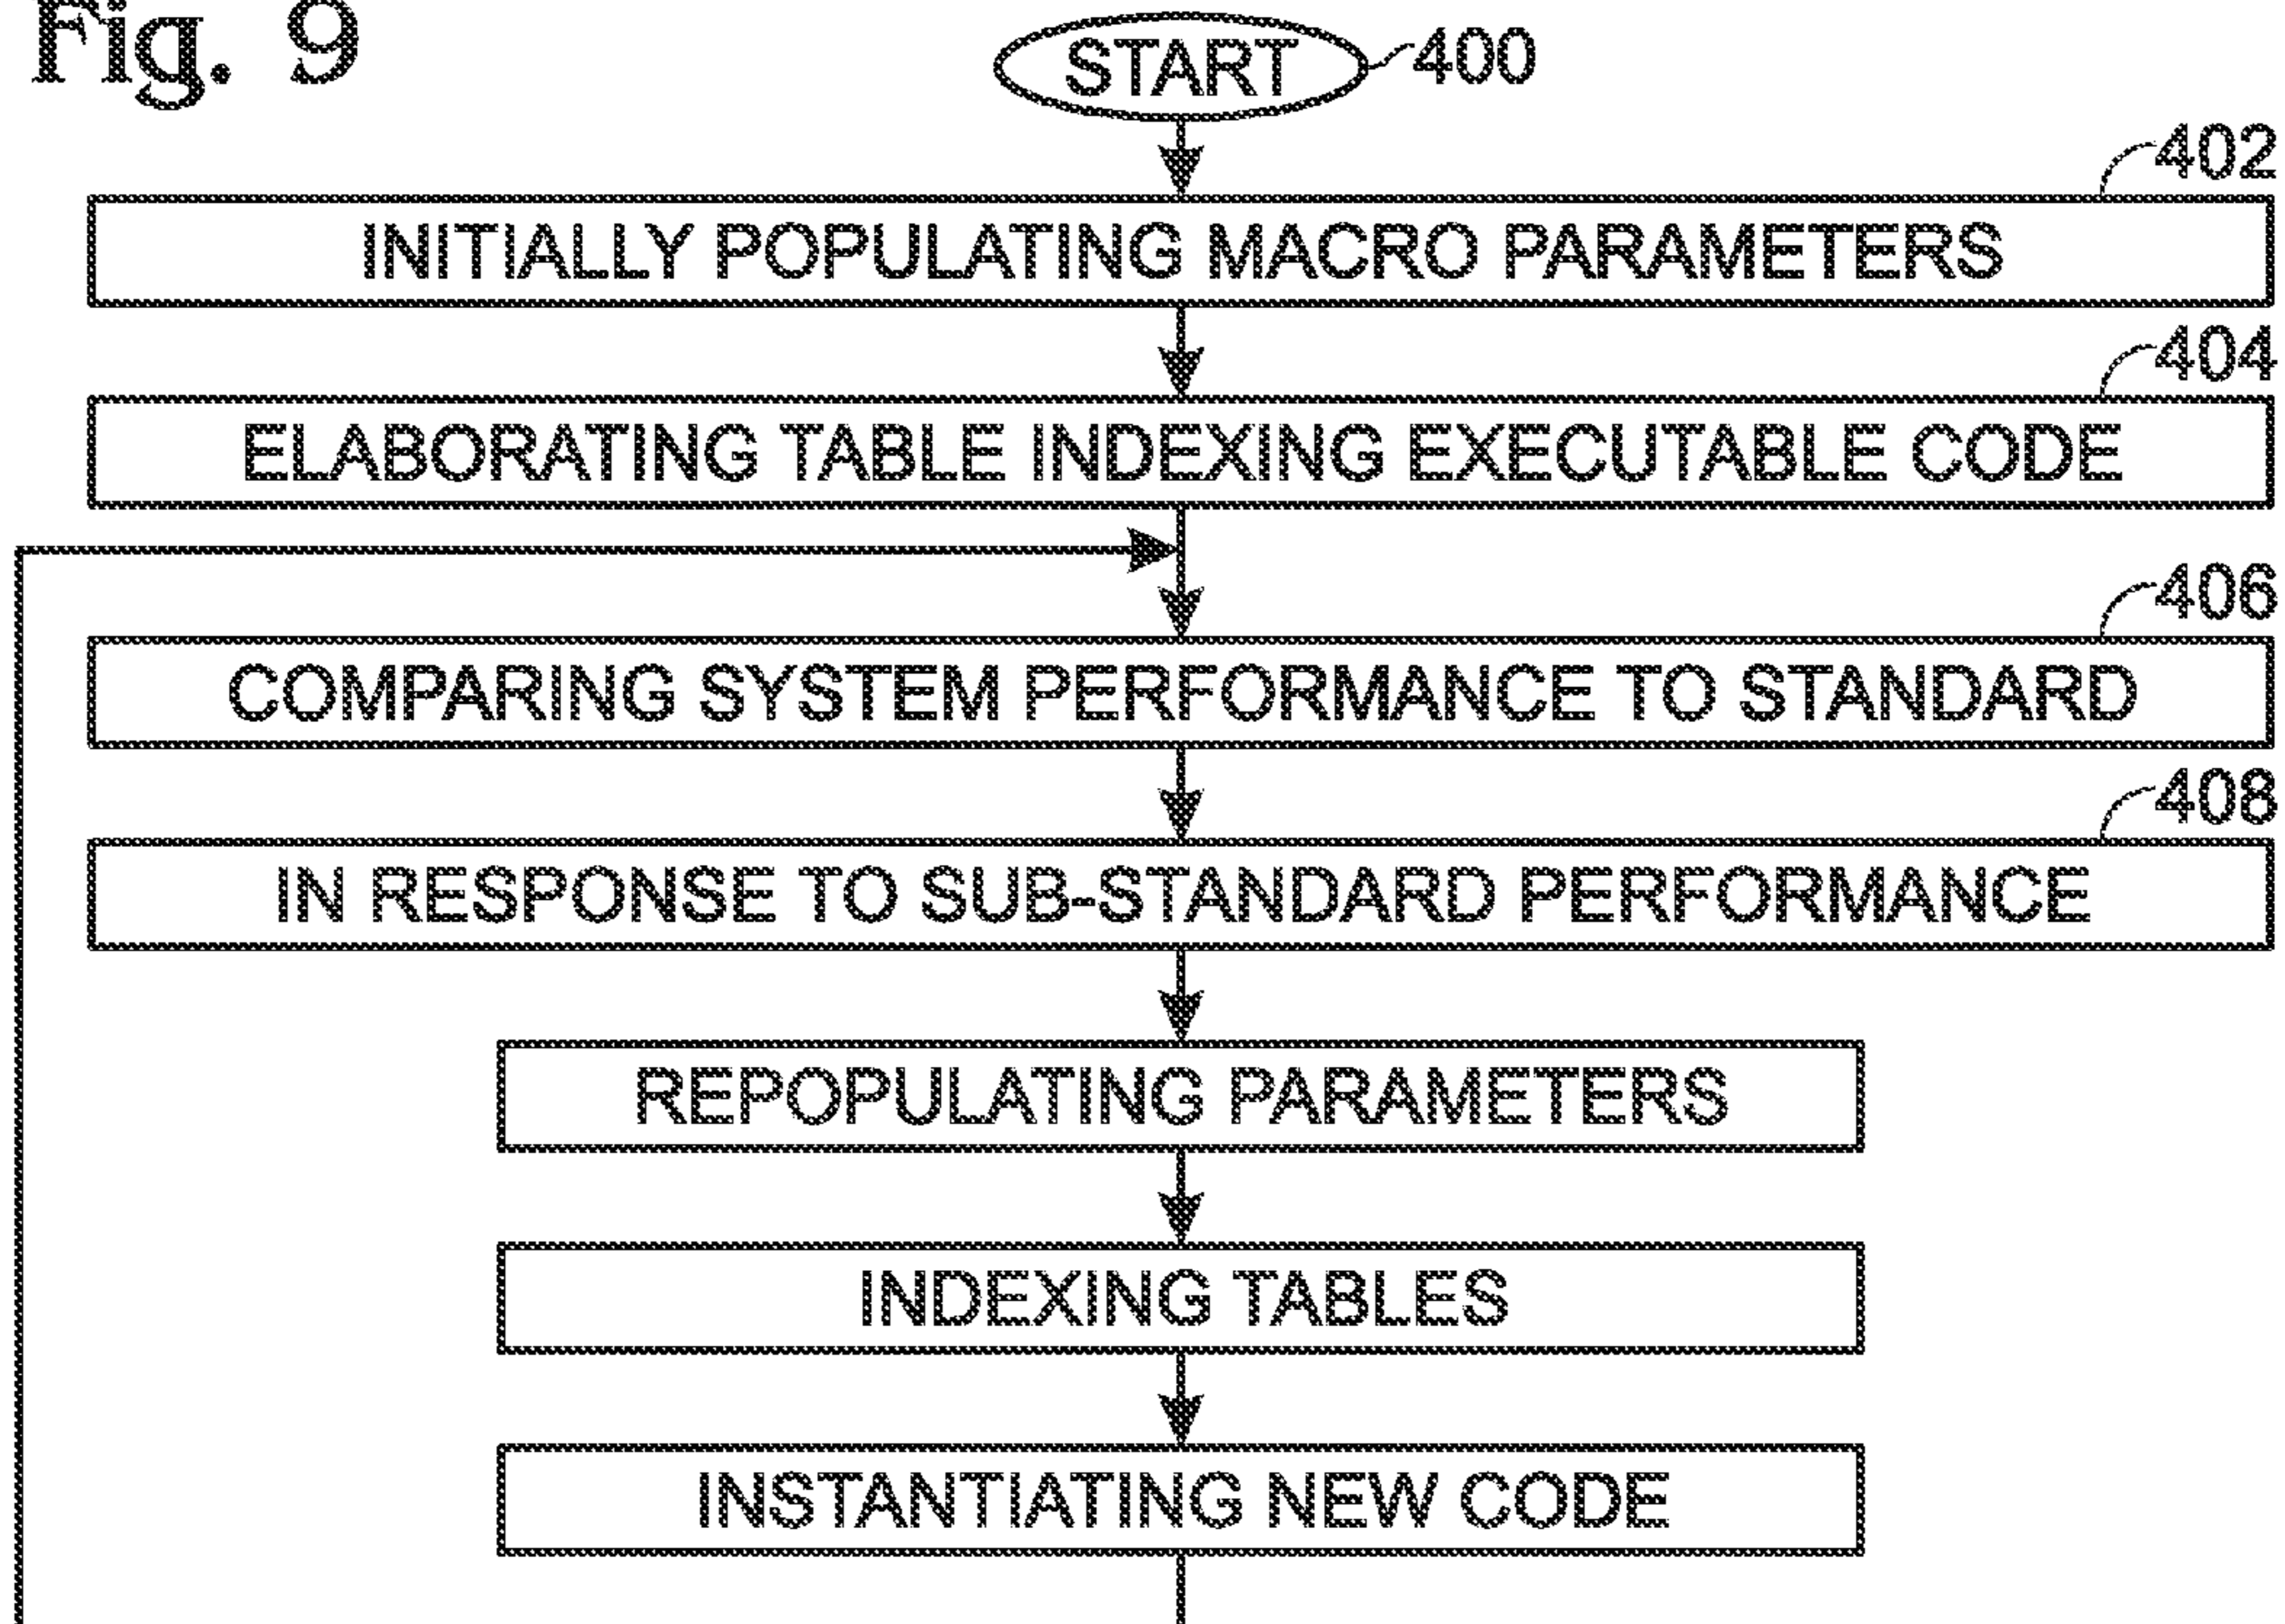 Fig. 9
START 400
402
INITIALLY POPULATING MACRO PARAMETERS
404
ELABORATING TABLE INDEXING EXECUTABLE CODE
406
COMPARING SYSTEM PERFORMANCE TO STANDARD
408
IN RESPONSE TO SUB-STANDARD PERFORMANCE
REPOPULATING PARAMETERS
INDEXING TABLES
INSTANTIATING NEW CODE